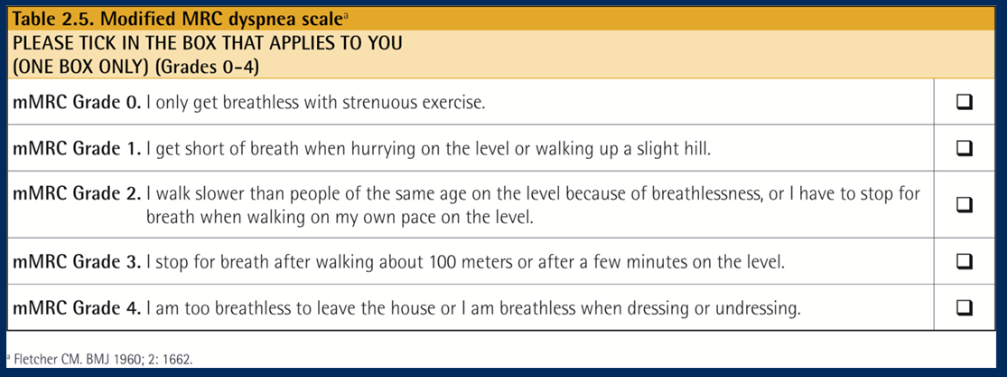 Table 2.5. Modified MRC dyspnea scaleª
PLEASE TICK IN THE BOX THAT APPLIES TO YOU
(ONE BOX ONLY) (Grades 0-4)
mMRC Grade 0. I only get breathless with strenuous exercise.
mMRC Grade 1. I get short of breath when hurrying on the level or walking up a slight hill.
mMRC Grade 2. I walk slower than people of the same age on the level because of breathlessness, or I have to stop for
breath when walking on my own pace on the level.
mMRC Grade 3. I stop for breath after walking about 100 meters or after a few minutes on the level.
mMRC Grade 4. I am too breathless to leave the house or I am breathless when dressing or undressing.
ª Fletcher CM. BMJ 1960; 2: 1662.